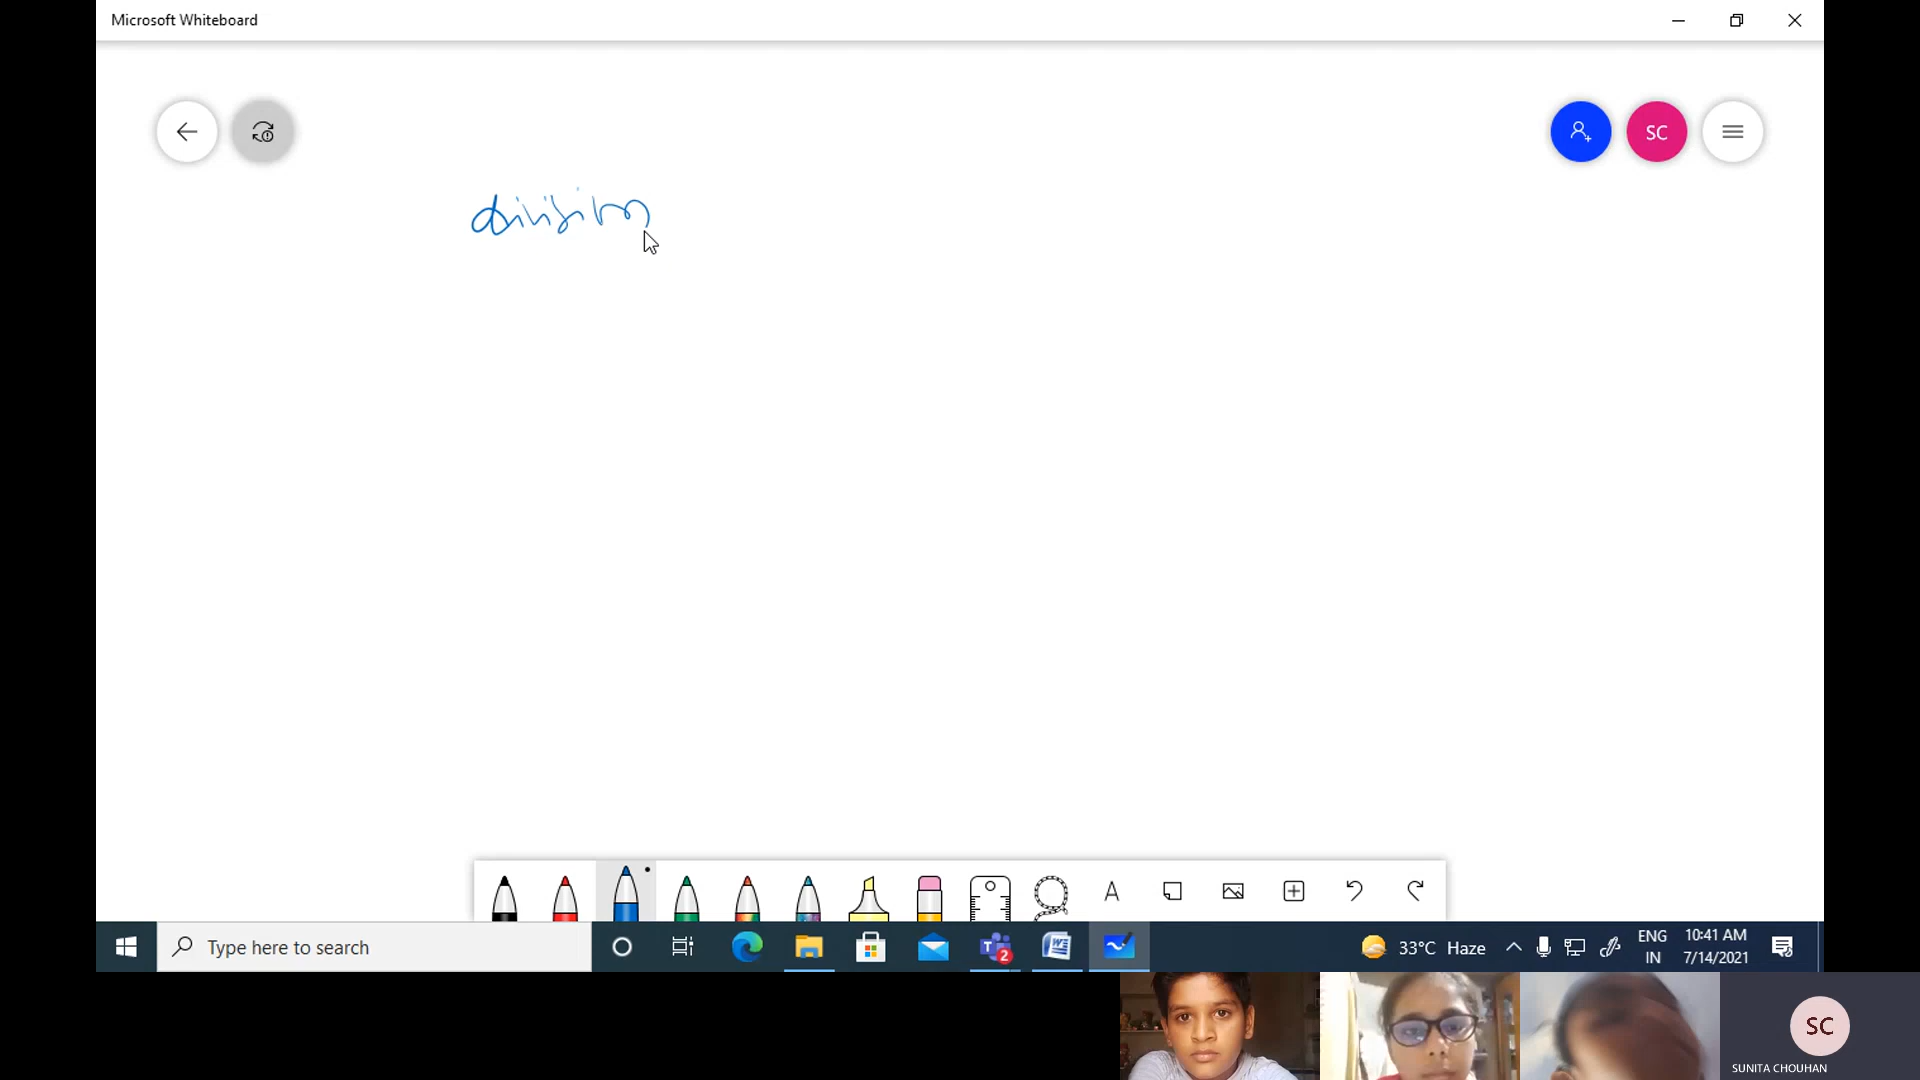 Microsoft Whiteboard
SC
division
A
Type here to search
2
33°C Haze
ENG
IN
10:41 AM
7/14/2021
SC
SUNITA CHOUHAN